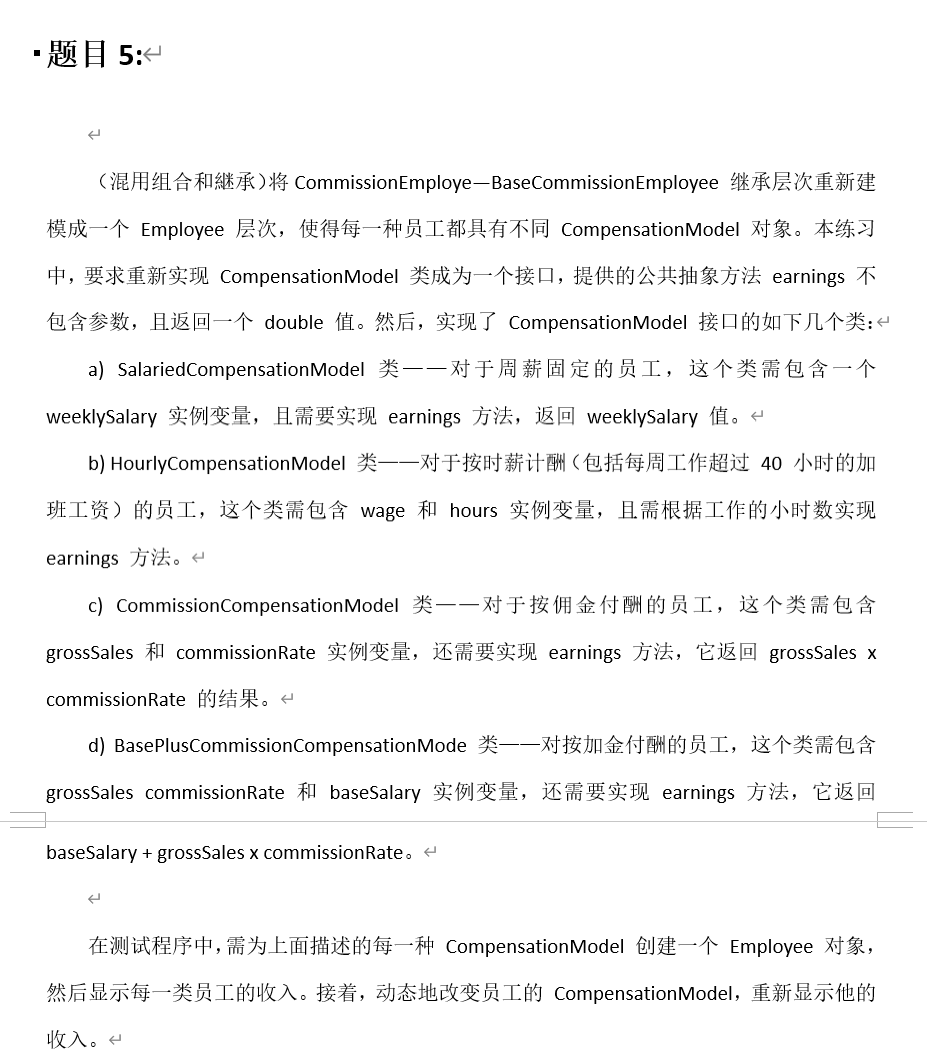 题目 5:
（混用组合和継承）将 CommissionEmploye—BaseCommissionEmployee 继承层次重新建
模成一个 Employee 层次，使得每一种员工都具有不同 CompensationModel 对象。本练习
中，要求重新实现 CompensationModel 类成为一个接口，提供的公共抽象方法 earnings 不
包含参数，且返回一个 double 值。然后，实现了 CompensationModel 接口的如下几个类：
a) SalariedCompensationModel 类——对于周薪固定的员工，这个类需包含一个
weeklySalary 实例变量，且需要实现 earnings 方法，返回 weeklySalary 值。
b) HourlyCompensationModel 类——对于按时薪计酬（包括每周工作超过 40 小时的加
班工资）的员工，这个类需包含 wage 和 hours 实例变量，且需根据工作的小时数实现
earnings 方法。
c) CommissionCompensationModel 类——对于按佣金付酬的员工，这个类需包含
grossSales 和 commissionRate 实例变量，还需要实现 earnings 方法，它返回 grossSales x
commissionRate 的结果。
d) BasePlusCommissionCompensationMode 类——对按加金付酬的员工，这个类需包含
grossSales commissionRate 和 baseSalary 实例变量，还需要实现 earnings 方法，它返回
baseSalary + grossSales x commissionRate。
在测试程序中，需为上面描述的每一种 CompensationModel 创建一个 Employee 对象，
然后显示每一类员工的收入。接着，动态地改变员工的 CompensationModel，重新显示他的
收入。